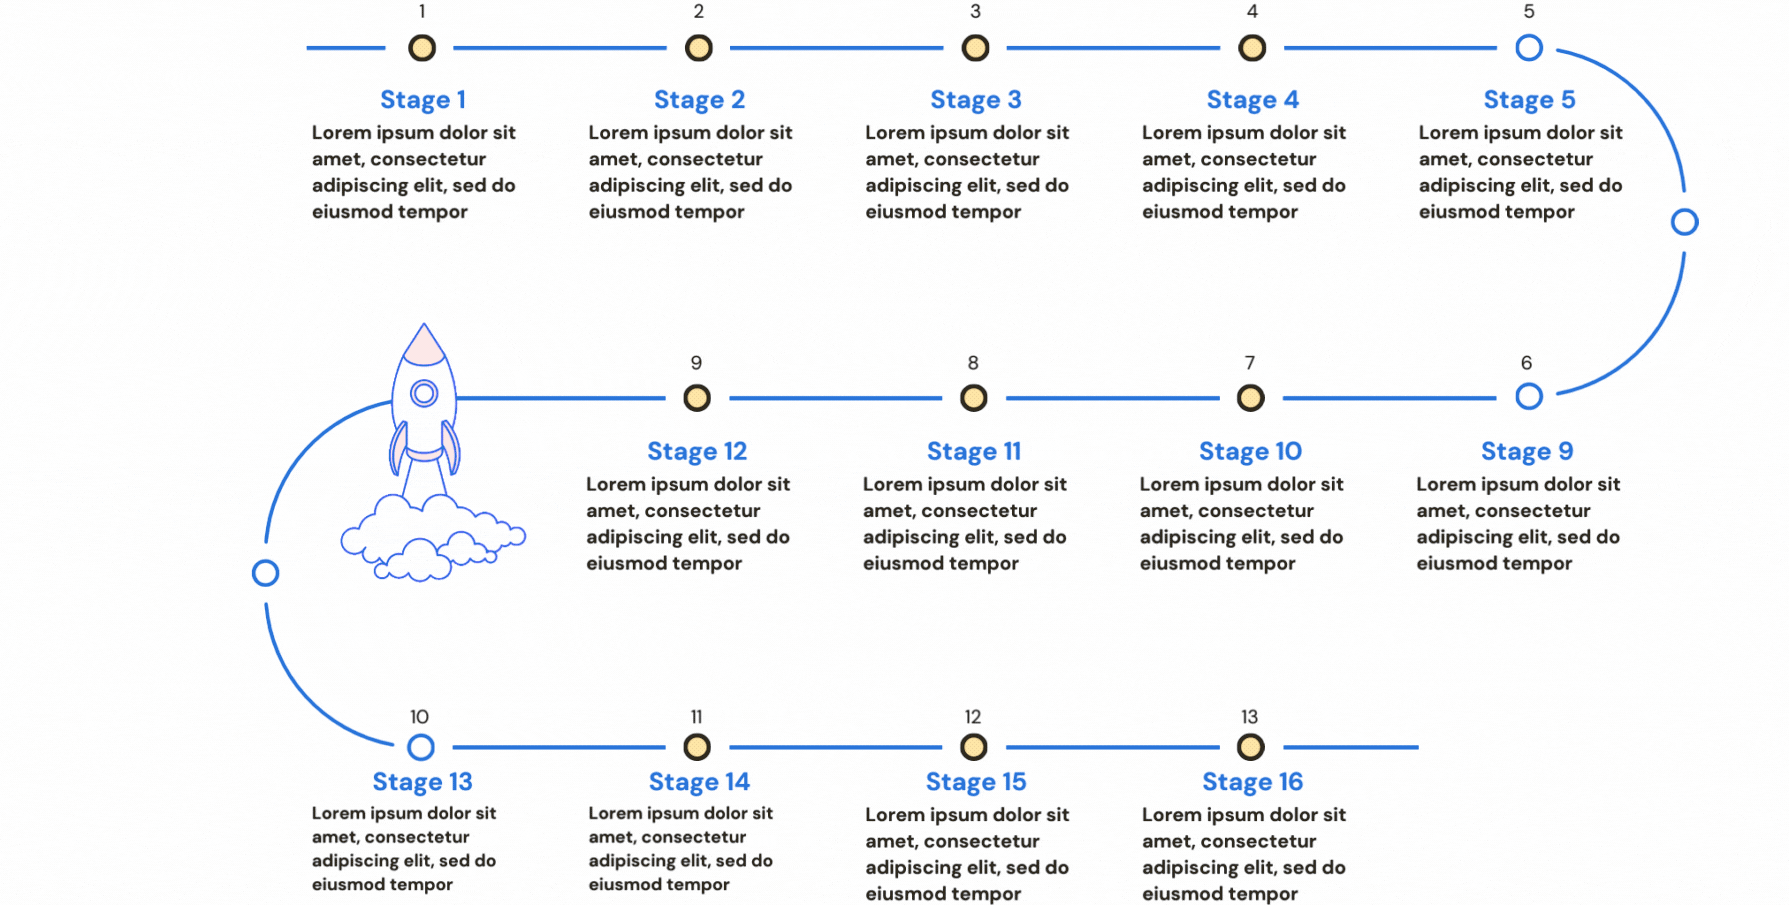 1
2
3
4
5
Stage 1
Lorem ipsum dolor sit
amet, consectetur
adipiscing elit, sed do
eiusmod tempor
Stage 2
Lorem ipsum dolor sit
amet, consectetur
adipiscing elit, sed do
eiusmod tempor
Stage 3
Lorem ipsum dolor sit
amet, consectetur
adipiscing elit, sed do
eiusmod tempor
Stage 4
Lorem ipsum dolor sit
amet, consectetur
adipiscing elit, sed do
eiusmod tempor
Stage 5
Lorem ipsum dolor sit
amet, consectetur
adipiscing elit, sed do
eiusmod tempor
9
8
7
6
Stage 12
Lorem ipsum dolor sit
amet, consectetur
adipiscing elit, sed do
eiusmod tempor
Stage 11
Lorem ipsum dolor sit
amet, consectetur
adipiscing elit, sed do
eiusmod tempor
Stage 10
Lorem ipsum dolor sit
amet, consectetur
adipiscing elit, sed do
eiusmod tempor
Stage 9
Lorem ipsum dolor sit
amet, consectetur
adipiscing elit, sed do
eiusmod tempor
10
11
12
13
Stage 13
Lorem ipsum dolor sit
amet, consectetur
adipiscing elit, sed do
eiusmod tempor
Stage 14
Lorem ipsum dolor sit
amet, consectetur
adipiscing elit, sed do
eiusmod tempor
Stage 15
Lorem ipsum dolor sit
amet, consectetur
adipiscing elit, sed do
eiusmod tempor
Stage 16
Lorem ipsum dolor sit
amet, consectetur
adipiscing elit, sed do
eiusmod tempor